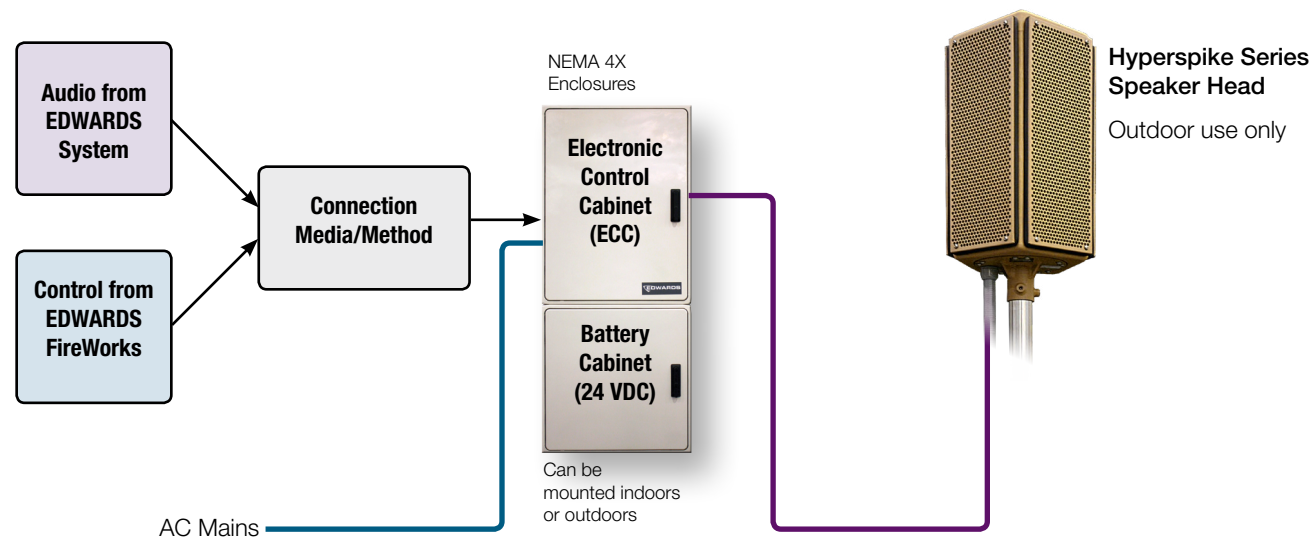 Audio from
EDWARDS
System
Control from
EDWARDS
FireWorks
Connection
Media/Method
NEMA 4X
Enclosures
Electronic
Control
Cabinet
(ECC)
EDWARDS
Battery
Cabinet
(24 VDC)
Can be
mounted indoors
or outdoors
AC Mains
Hyperspike Series
Speaker Head
Outdoor use only